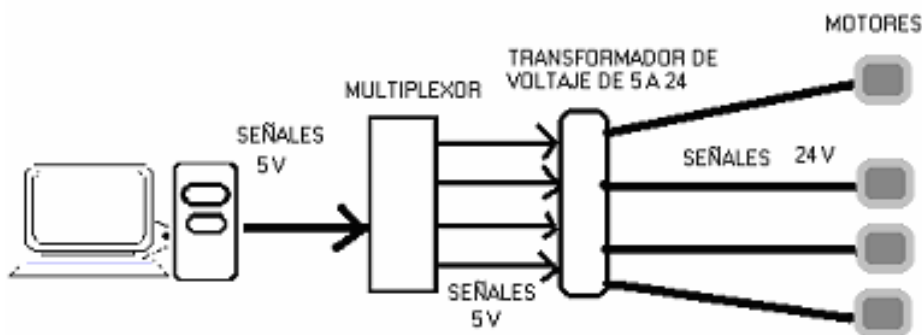 MOTORES
TRANSFORMADOR DE
VOLTAJE DE 5 A 24
MULTIPLEXOR
SEÑALES
5 V
SEÑALES 24 V
SEÑALES
5 V